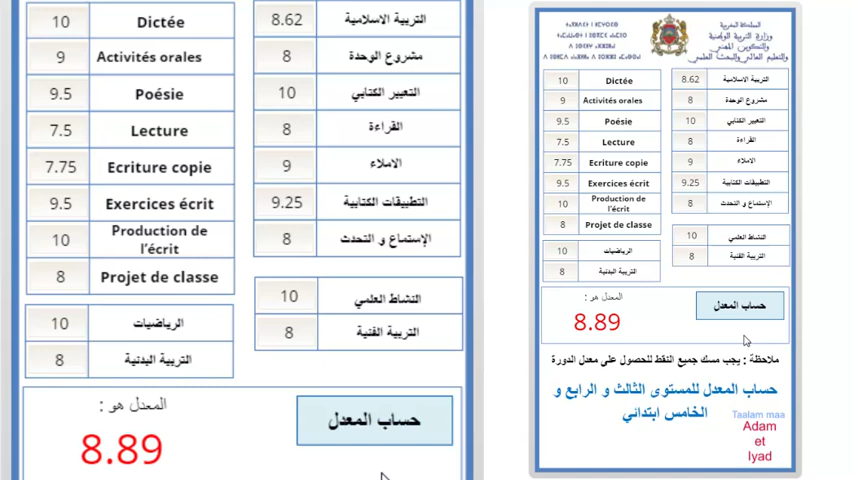 10 Dictée
9 Activités orales
9.5 Poésie
7.5 Lecture
7.75 Ecriture copie
9.5 Exercices écrit
10 Production de
l’écrit
8 Projet de classe
10 الرياضيات
8 التربية البدنية
8.62 التربية الاسلامية
8 مشروع الوحدة
10 التعبير الكتابي
8 القراءة
9 الاملاء
9.25 التطبيقات الكتابية
8 الإستماع و التحدث
10 النشاط العلمي
8 التربية الفنية
المعدل هو :
8.89
حساب المعدل
المملكة المغربية
وزارة التربية الوطنية
والتكوين المهني
والتعليم العالي والبحث العلمي
10 Dictée
9 Activités orales
9.5 Poésie
7.5 Lecture
7.75 Ecriture copie
9.5 Exercices écrit
10 Production de
l’écrit
8 Projet de classe
10 الرياضيات
8 التربية البدنية
8.62 التربية الاسلامية
8 مشروع الوحدة
10 التعبير الكتابي
8 القراءة
9 الاملاء
9.25 التطبيقات الكتابية
8 الإستماع و التحدث
10 النشاط العلمي
8 التربية الفنية
المعدل هو :
8.89
حساب المعدل
ملاحظة : يجب مسك جميع النقط للحصول على معدل الدورة
حساب المعدل للمستوى الثالث و الرابع و
الخامس ابتدائي
Taalam maa
Adam
et
Iyad